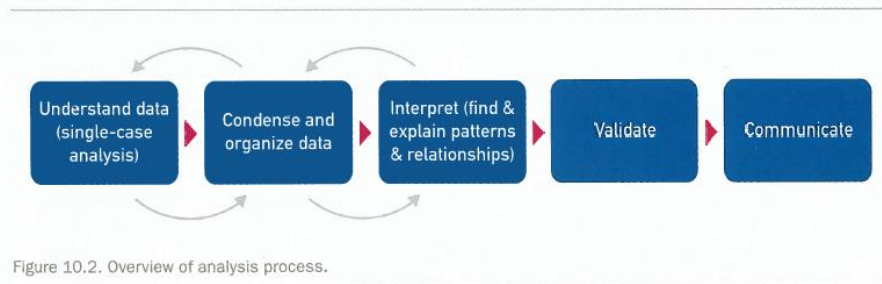 Understand data
(single-case
analysis)
Condense and
organize data
Interpret (find &
explain patterns
& relationships)
Validate
Communicate
Figure 10.2. Overview of analysis process.